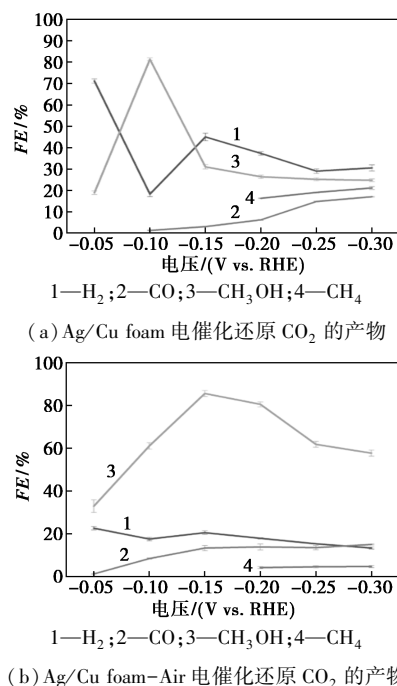 100
90
80
70
60
50
40
30
20
10
0
FE/%
1
3
4
2
-0.05 -0.10 -0.15 -0.20 -0.25 -0.30
电压/(V vs. RHE)
1—H₂;2—CO;3—CH₃OH;4—CH₄
(a) Ag/Cu foam 电催化还原 CO₂ 的产物
100
80
60
40
20
0
FE/%
3
1
2
4
-0.05 -0.10 -0.15 -0.20 -0.25 -0.30
电压/(V vs. RHE)
1—H₂;2—CO;3—CH₃OH;4—CH₄
(b) Ag/Cu foam-Air 电催化还原 CO₂ 的产物